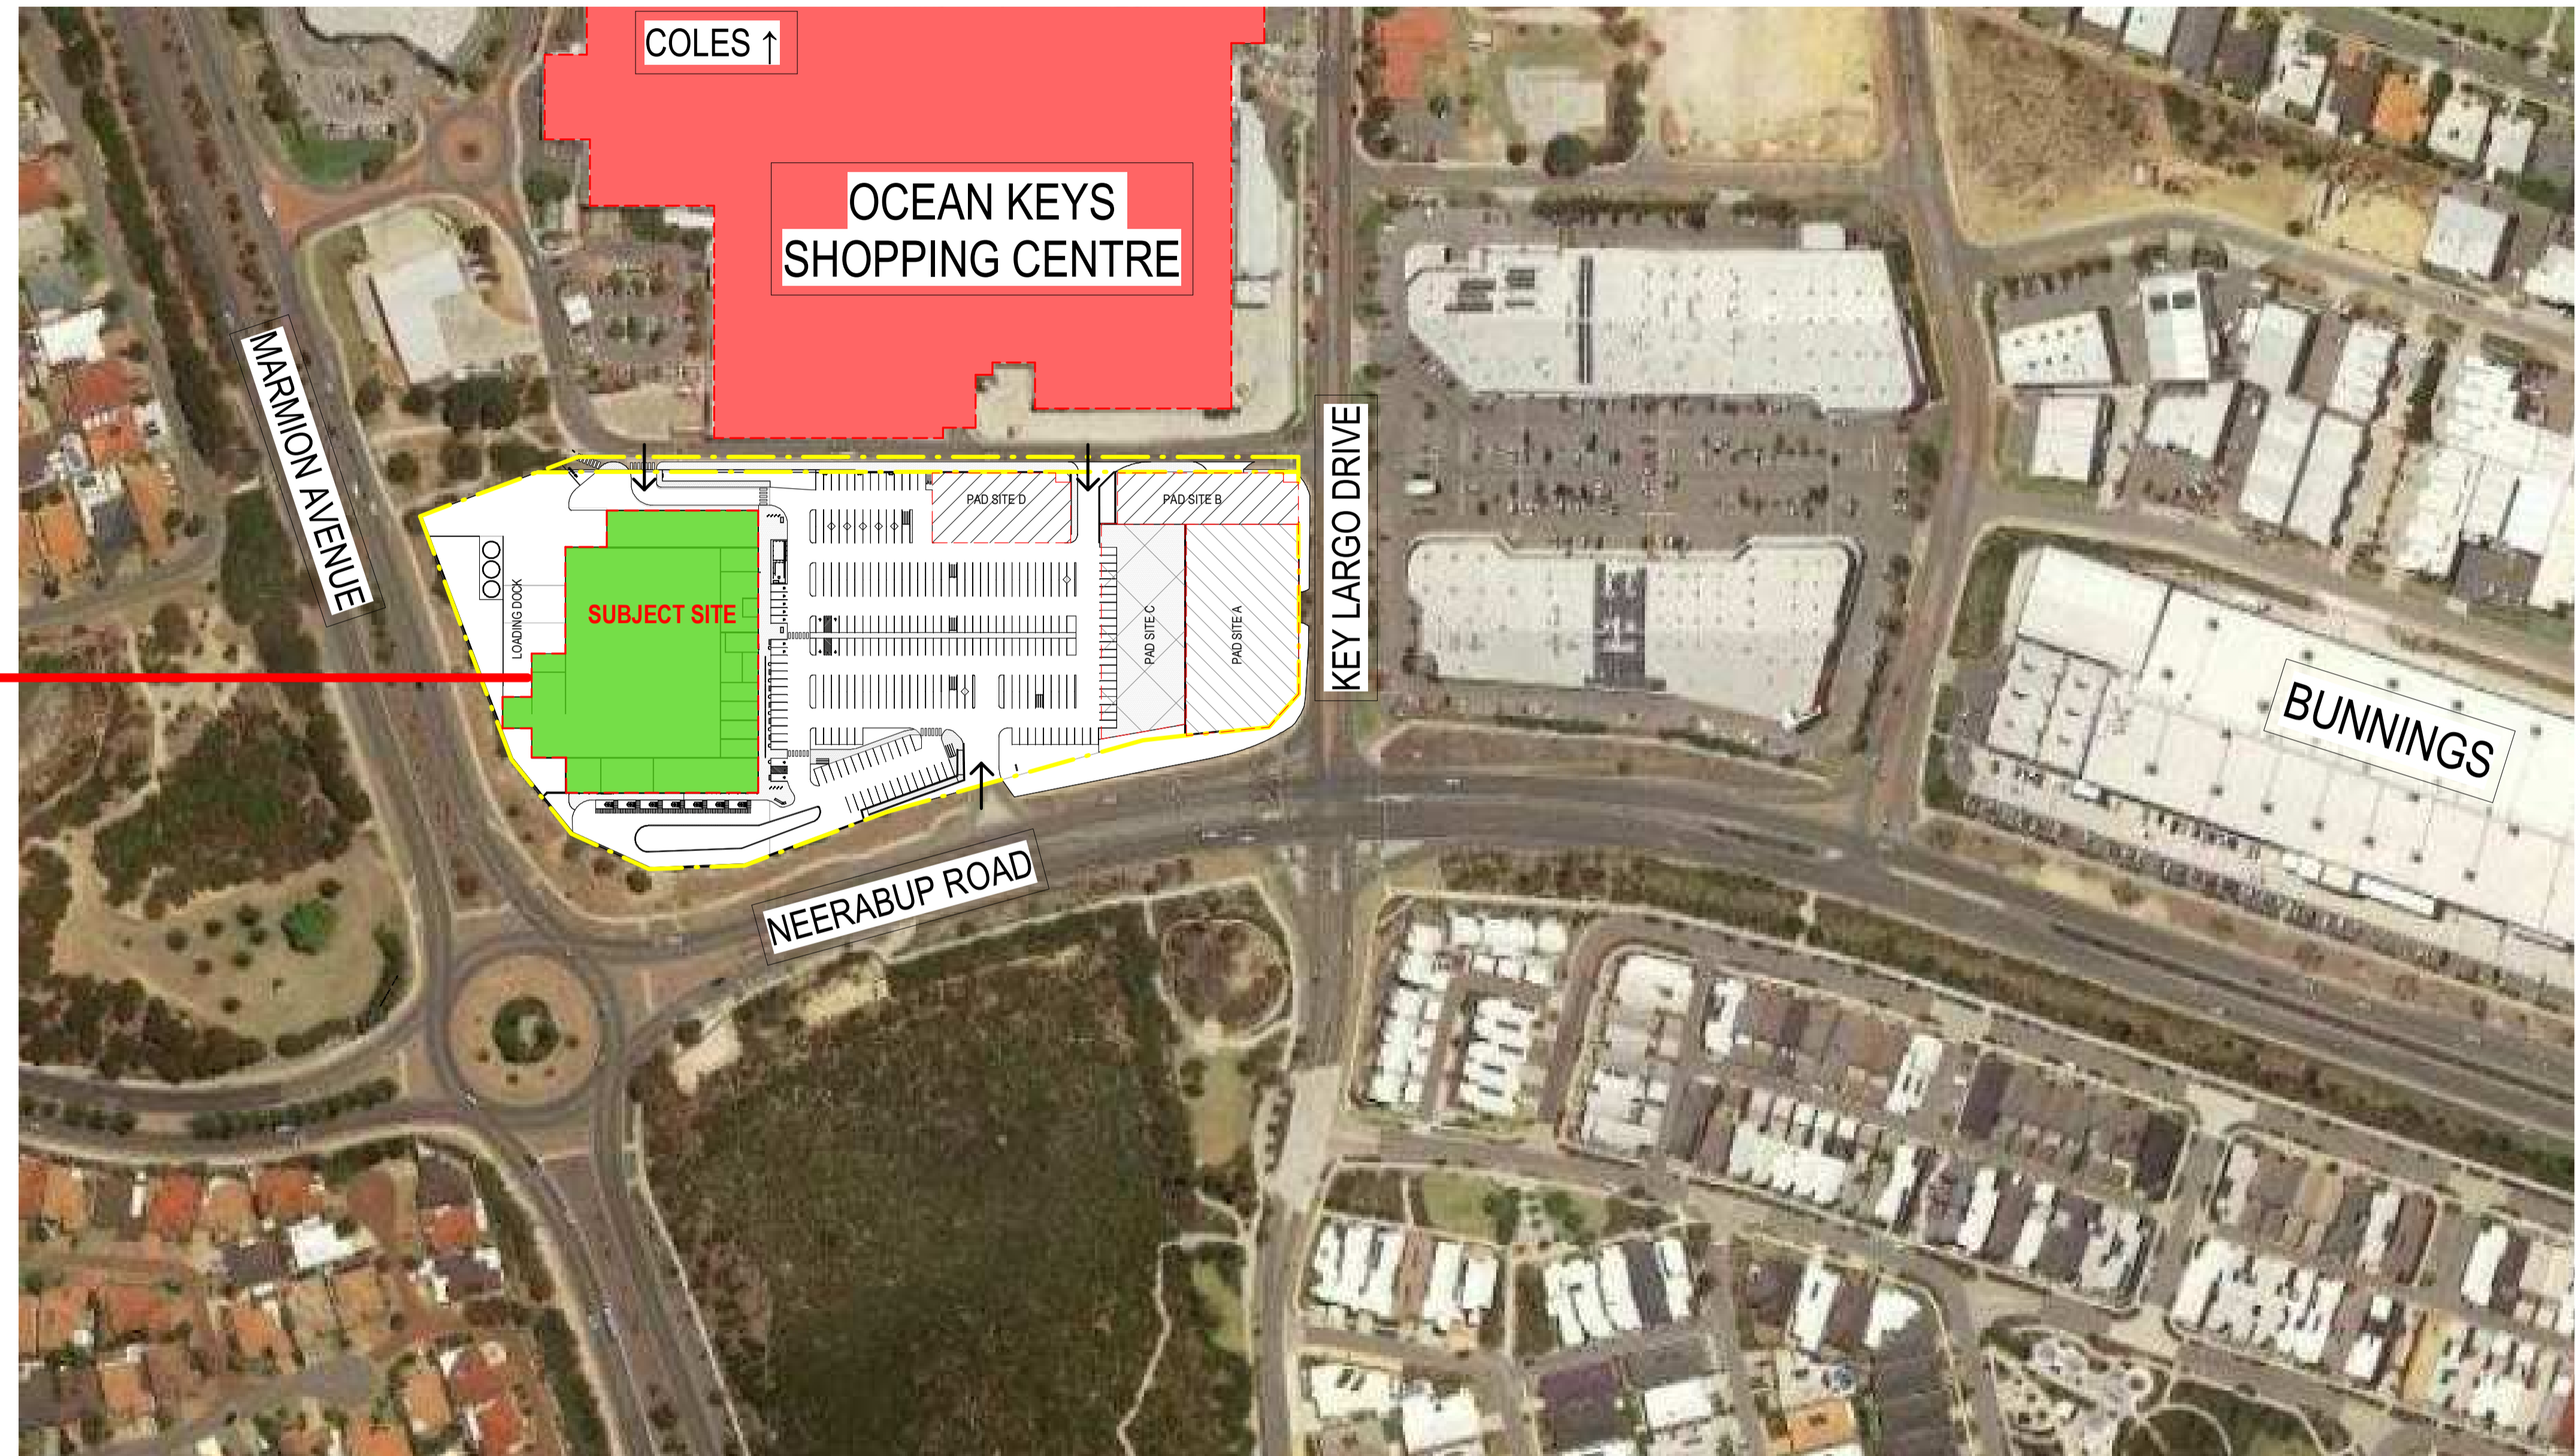 COLES ↑
OCEAN KEYS
SHOPPING CENTRE
MARMION AVENUE
KEY LARGO DRIVE
PAD SITE D
PAD SITE B
LOADING DOCK
SUBJECT SITE
PAD SITE C
PAD SITE A
BUNNINGS
NEERABUP ROAD